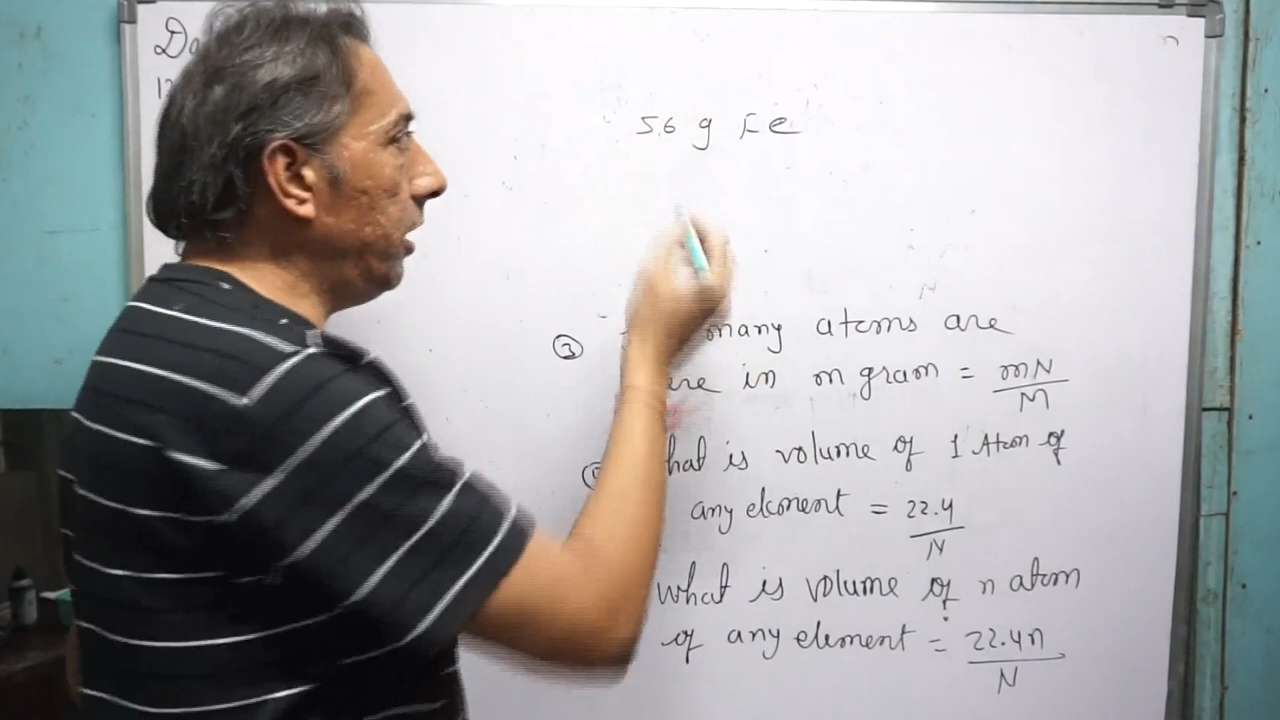 Da
n
5.6 g Fe
N
③ many atoms are
in m gram = mN/M
is volume of 1 Atom of
any element = 22.4/N
what is volume of n atom
of any element = 22.4n/N